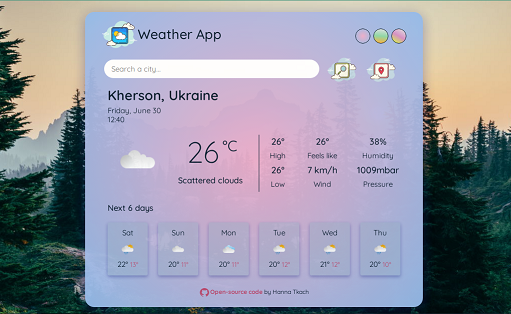 Weather App
Search a city...
Kherson, Ukraine
Friday, June 30
12:40
26 °C
Scattered clouds
26° 26° 38%
High Feels like Humidity
26° 7 km/h 1009mbar
Low Wind Pressure
Next 6 days
Sat Sun Mon Tue Wed Thu
22° 13° 20° 11° 20° 11° 20° 12° 21° 12° 20° 10°
Open-source code by Hanna Tkach